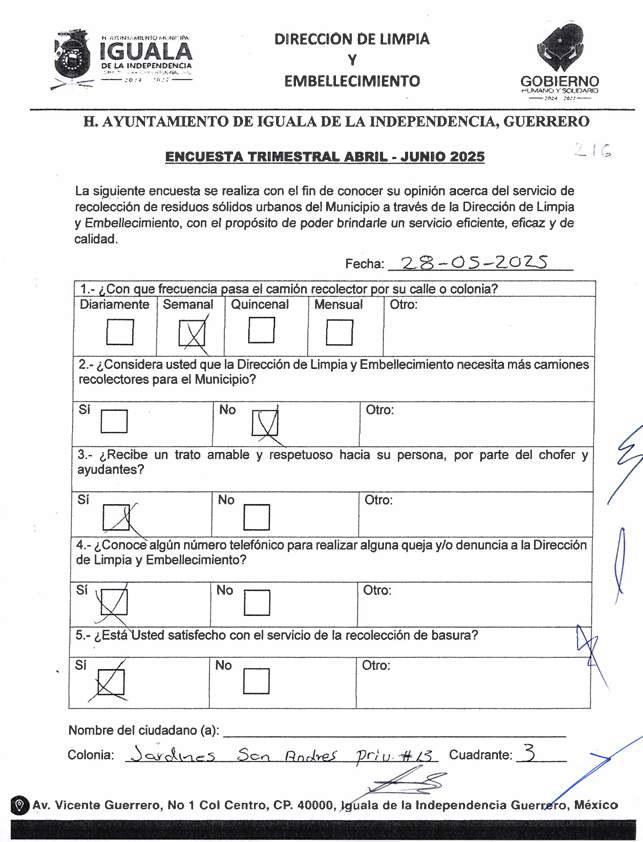 H. AYUNTAMIENTO MUNICIPAL
IGUALA
DE LA INDEPENDENCIA
2024 2027
DIRECCION DE LIMPIA
Y
EMBELLECIMIENTO
GOBIERNO
HUMANO Y SOLIDARIO
2024 2027
H. AYUNTAMIENTO DE IGUALA DE LA INDEPENDENCIA, GUERRERO
ENCUESTA TRIMESTRAL ABRIL - JUNIO 2025
216
La siguiente encuesta se realiza con el fin de conocer su opinión acerca del servicio de
recolección de residuos sólidos urbanos del Municipio a través de la Dirección de Limpia
y Embellecimiento, con el propósito de poder brindarle un servicio eficiente, eficaz y de
calidad.
Fecha: 28-05-2025
1.- ¿Con que frecuencia pasa el camión recolector por su calle o colonia?
Diariamente Semanal Quincenal Mensual Otro:
2.- ¿Considera usted que la Dirección de Limpia y Embellecimiento necesita más camiones
recolectores para el Municipio?
Sí No Otro:
3.- ¿Recibe un trato amable y respetuoso hacia su persona, por parte del chofer y
ayudantes?
Sí No Otro:
4.- ¿Conoce algún número telefónico para realizar alguna queja y/o denuncia a la Dirección
de Limpia y Embellecimiento?
Sí No Otro:
5.- ¿Está Usted satisfecho con el servicio de la recolección de basura?
Sí No Otro:
Nombre del ciudadano (a):
Colonia: Jardines San Andres priv. #13 Cuadrante: 3
Av. Vicente Guerrero, No 1 Col Centro, CP. 40000, Iguala de la Independencia Guerrero, México